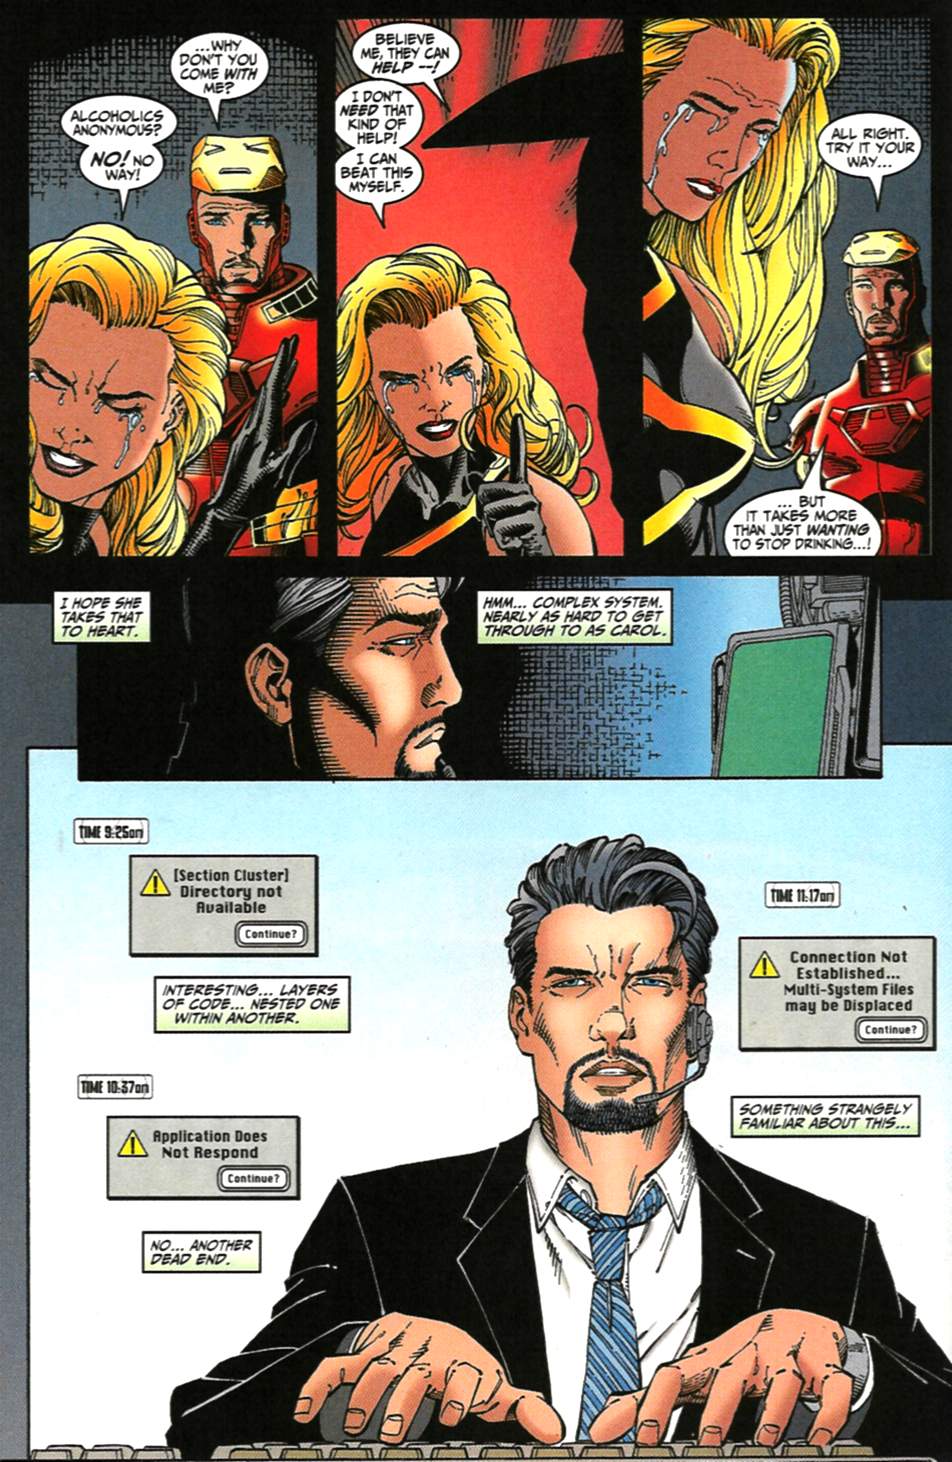 ...WHY
DON'T YOU
COME WITH
ME?
ALCOHOLICS
ANONYMOUS?
NO! NO
WAY!
BELIEVE
ME, THEY CAN
HELP --!
I DON'T
NEED THAT
KIND OF
HELP!
I CAN
BEAT THIS
MYSELF.
ALL RIGHT.
TRY IT YOUR
WAY...
... BUT
IT TAKES MORE
THAN JUST WANTING
TO STOP DRINKING...!
I HOPE SHE
TAKES THAT
TO HEART.
HMM... COMPLEX SYSTEM.
NEARLY AS HARD TO GET
THROUGH TO AS CAROL.
TIME 9:25am
[Section Cluster]
Directory not
Available
Continue?
INTERESTING... LAYERS
OF CODE... NESTED ONE
WITHIN ANOTHER.
TIME 10:37am
Application Does
Not Respond
Continue?
NO... ANOTHER
DEAD END.
TIME 11:17am
Connection Not
Established...
Multi-System Files
may be Displaced
Continue?
SOMETHING STRANGELY
FAMILIAR ABOUT THIS...